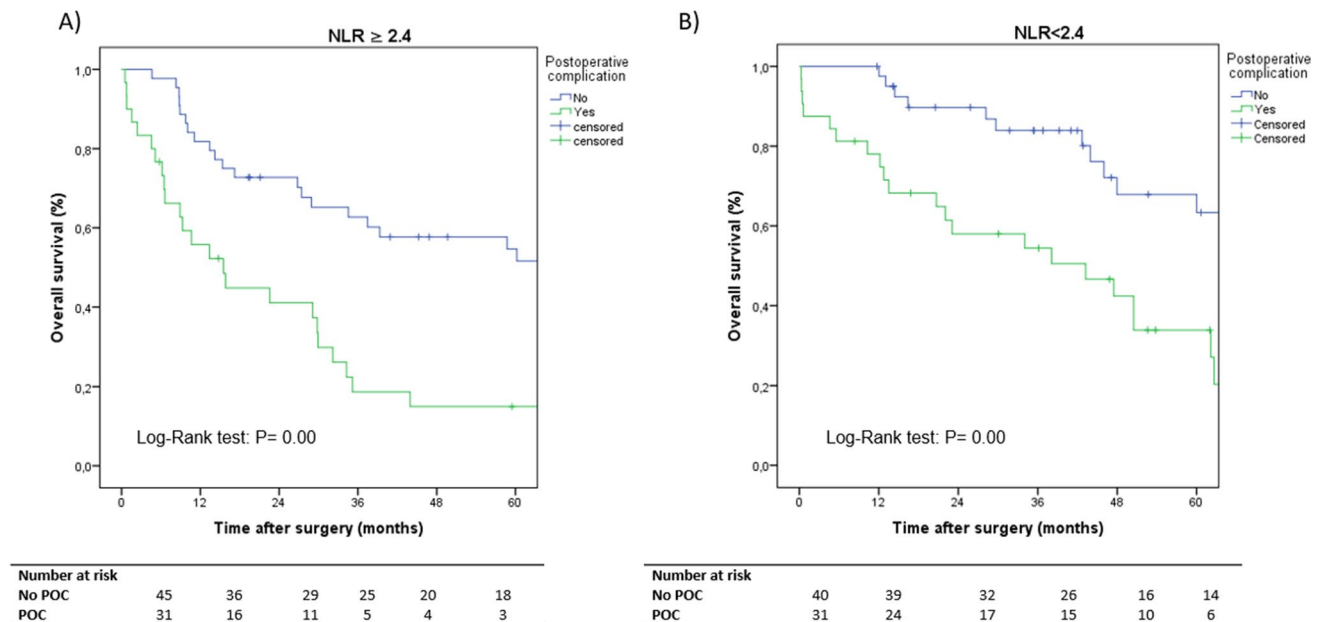 A)
NLR ≥ 2.4
Postoperative
complication
No
Yes
censored
censored
Overall survival (%)
1,0
0,8
0,6
0,4
0,2
0,0
Log-Rank test: P= 0.00
0 12 24 36 48 60
Time after surgery (months)
Number at risk
No POC 45 36 29 25 20 18
POC 31 16 11 5 4 3
B)
NLR<2.4
Postoperative
complication
No
Yes
Censored
Censored
Overall survival (%)
1,0
0,8
0,6
0,4
0,2
0,0
Log-Rank test: P= 0.00
0 12 24 36 48 60
Time after surgery (months)
Number at risk
No POC 40 39 32 26 16 14
POC 31 24 17 15 10 6